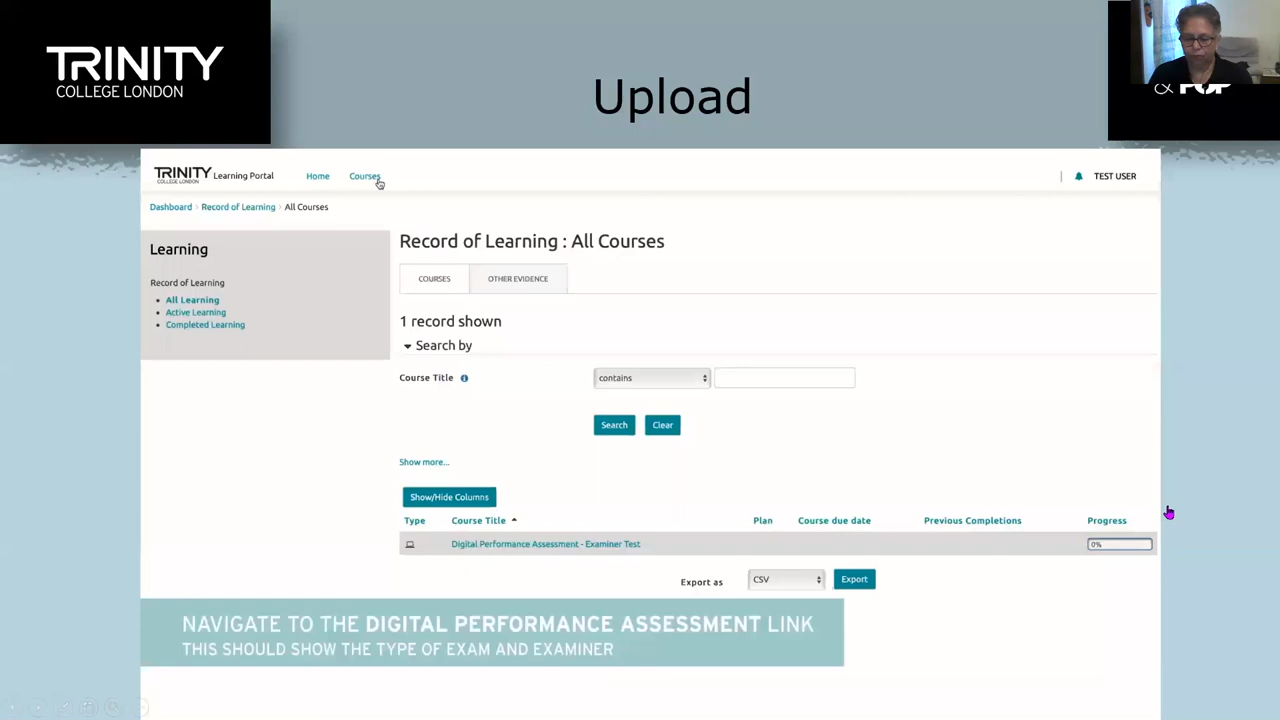 TRINITY
COLLEGE LONDON
Upload
& POP
TRINITY
COLLEGE LONDON
Learning Portal
Home
Courses
TEST USER
Dashboard
Record of Learning
All Courses
Learning
Record of Learning
All Learning
Active Learning
Completed Learning
Record of Learning : All Courses
COURSES
OTHER EVIDENCE
1 record shown
Search by
Course Title
contains
Search
Clear
Show more...
Show/Hide Columns
Type
Course Title
Plan
Course due date
Previous Completions
Progress
Digital Performance Assessment - Examiner Test
0%
Export as
CSV
Export
NAVIGATE TO THE DIGITAL PERFORMANCE ASSESSMENT LINK
THIS SHOULD SHOW THE TYPE OF EXAM AND EXAMINER